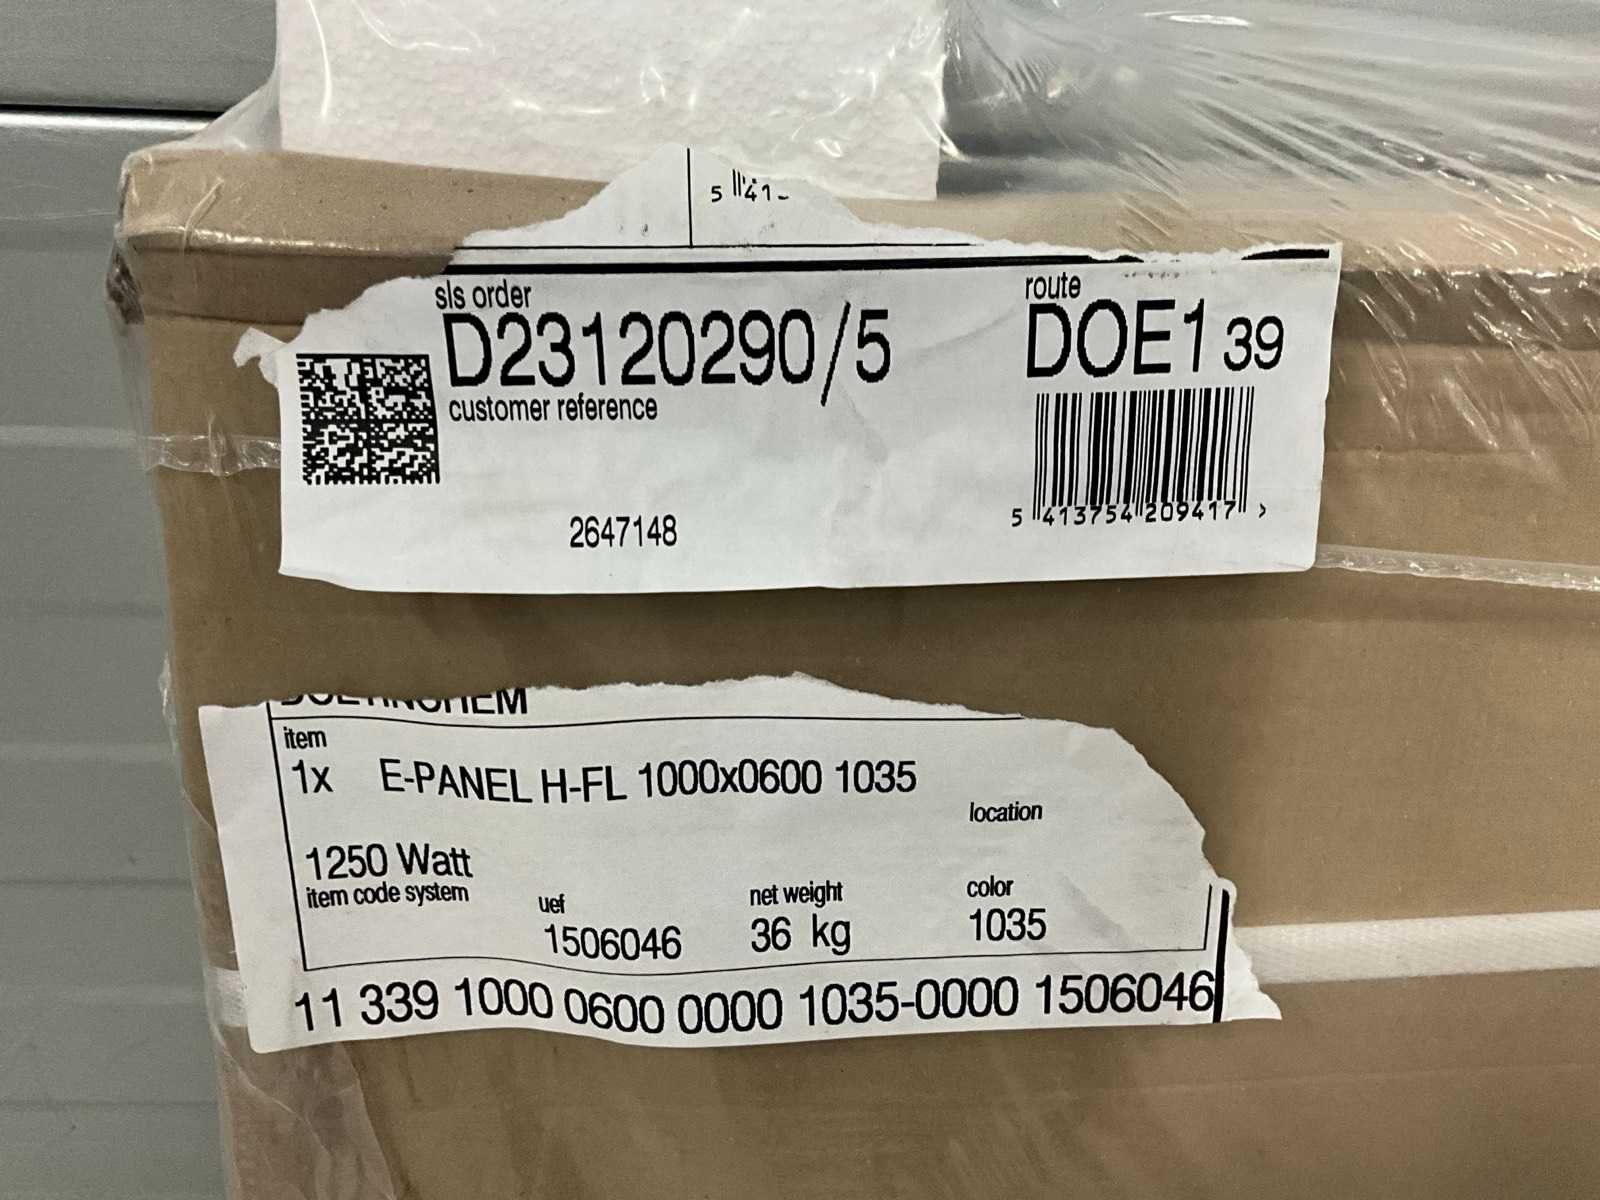 5 41
sls order
D23120290/5
customer reference
2647148
route
DOE1 39
5 413754 209417 >
item
1x E-PANEL H-FL 1000x0600 1035
location
1250 Watt
item code system
uef
1506046
net weight
36 kg
color
1035
11 339 1000 0600 0000 1035-0000 1506046